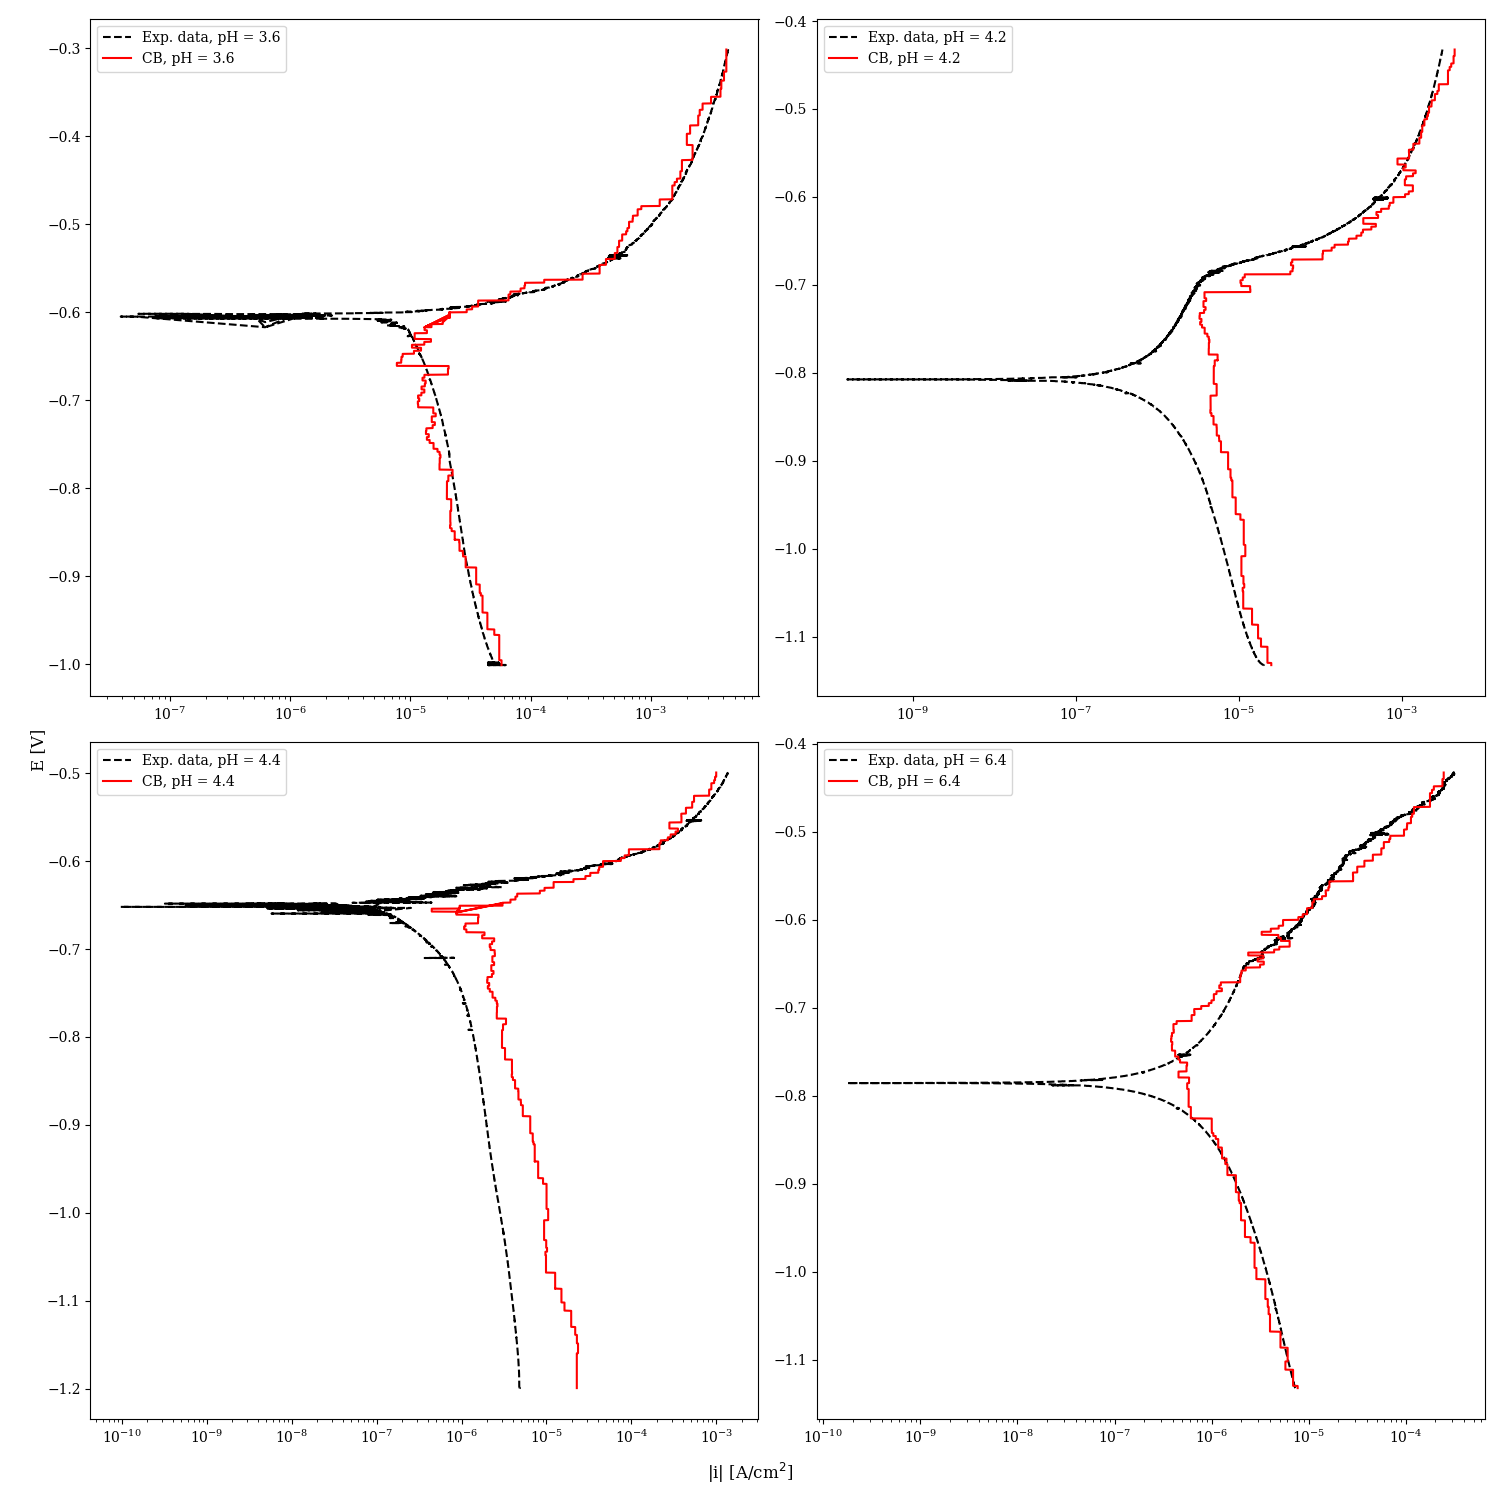 Exp. data, pH = 3.6
CB, pH = 3.6
−0.3
−0.4
−0.5
−0.6
−0.7
−0.8
−0.9
−1.0
10⁻⁷ 10⁻⁶ 10⁻⁵ 10⁻⁴ 10⁻³
Exp. data, pH = 4.2
CB, pH = 4.2
−0.4
−0.5
−0.6
−0.7
−0.8
−0.9
−1.0
−1.1
10⁻⁹ 10⁻⁷ 10⁻⁵ 10⁻³
E [V]
Exp. data, pH = 4.4
CB, pH = 4.4
−0.5
−0.6
−0.7
−0.8
−0.9
−1.0
−1.1
−1.2
10⁻¹⁰ 10⁻⁹ 10⁻⁸ 10⁻⁷ 10⁻⁶ 10⁻⁵ 10⁻⁴ 10⁻³
Exp. data, pH = 6.4
CB, pH = 6.4
−0.4
−0.5
−0.6
−0.7
−0.8
−0.9
−1.0
−1.1
10⁻¹⁰ 10⁻⁹ 10⁻⁸ 10⁻⁷ 10⁻⁶ 10⁻⁵ 10⁻⁴
|i| [A/cm²]